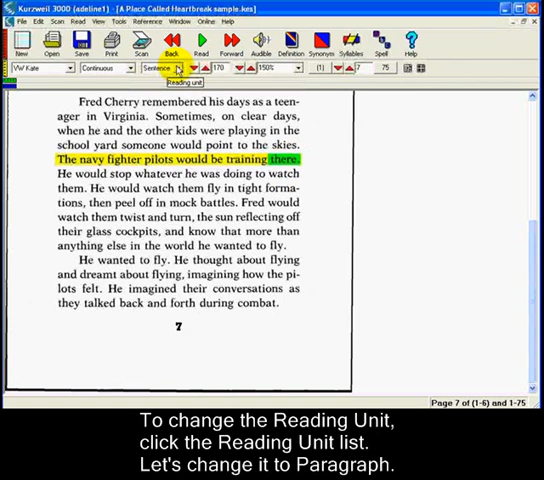 Kurzweil 3000 (adeline1) - [A Place Called Heartbreak sample.kes]
File Edit View Read Tools Reference Window Online Help
New Open Save Print Scan Back Read Forward Audible Definition Synonym Syllables Spell
VW Kate Continuous Sentence 170 150% (1) 7 75
Reading unit
Fred Cherry remembered his days as a teen-
ager in Virginia. Sometimes, on clear days,
when he and the other kids were playing in the
school yard someone would point to the skies.
The navy fighter pilots would be training there.
He would stop whatever he was doing to watch
them. He would watch them fly in tight forma-
tions, then peel off in mock battles. Fred would
watch them twist and turn, the sun reflecting off
their glass cockpits, and know that more than
anything else in the world he wanted to fly.
He wanted to fly. He thought about flying
and dreamt about flying, imagining how the pi-
lots felt. He imagined their conversations as
they talked back and forth during combat.
7
Page 7 of (1-6) and 1-75
To change the Reading Unit,
click the Reading Unit list.
Let's change it to Paragraph.